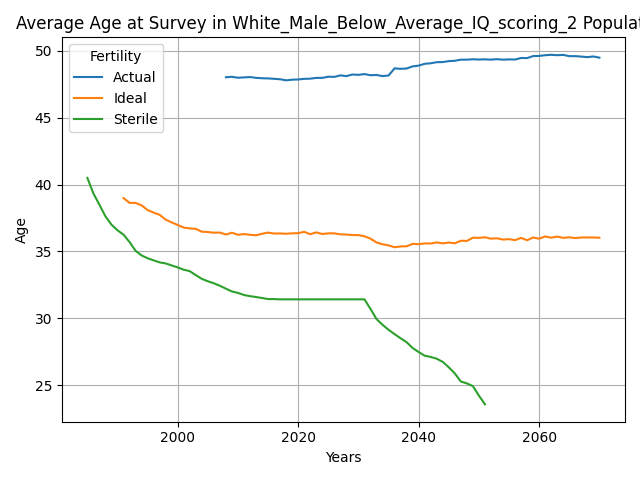 Average Age at Survey in White_Male_Below_Average_IQ_scoring_2 Populat
Fertility
Actual
Ideal
Sterile
50
45
40
35
30
25
Age
2000
2020
2040
2060
Years